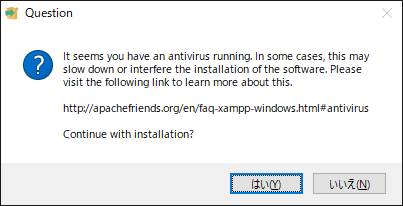 Question
It seems you have an antivirus running. In some cases, this may
slow down or interfere the installation of the software. Please
visit the following link to learn more about this.
http://apachefriends.org/en/faq-xampp-windows.html#antivirus
Continue with installation?
はい(Y)
いいえ(N)